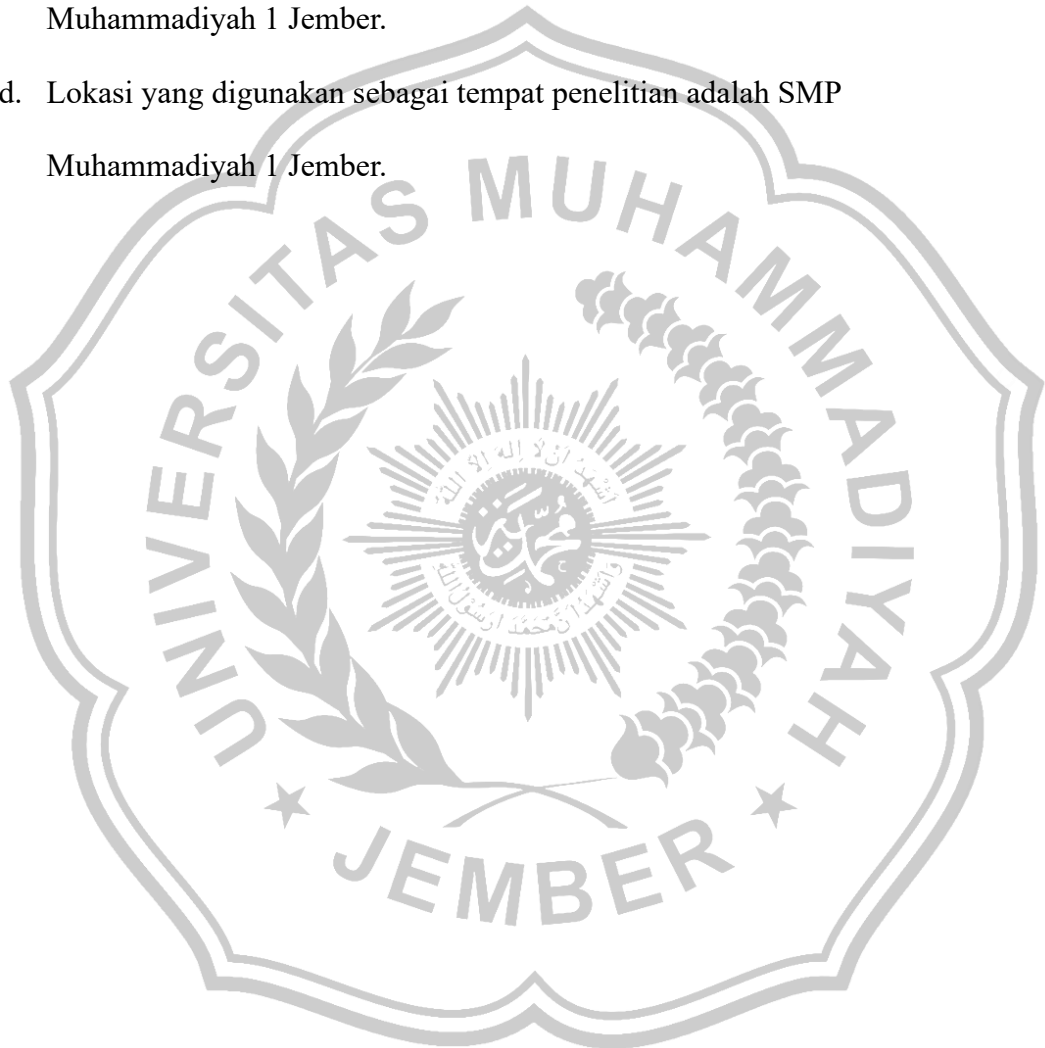 Muhammadiyah 1 Jember.
d. Lokasi yang digunakan sebagai tempat penelitian adalah SMP
Muhammadiyah 1 Jember.
UNIVERSITAS MUHAMMADIYAH
JEMBER